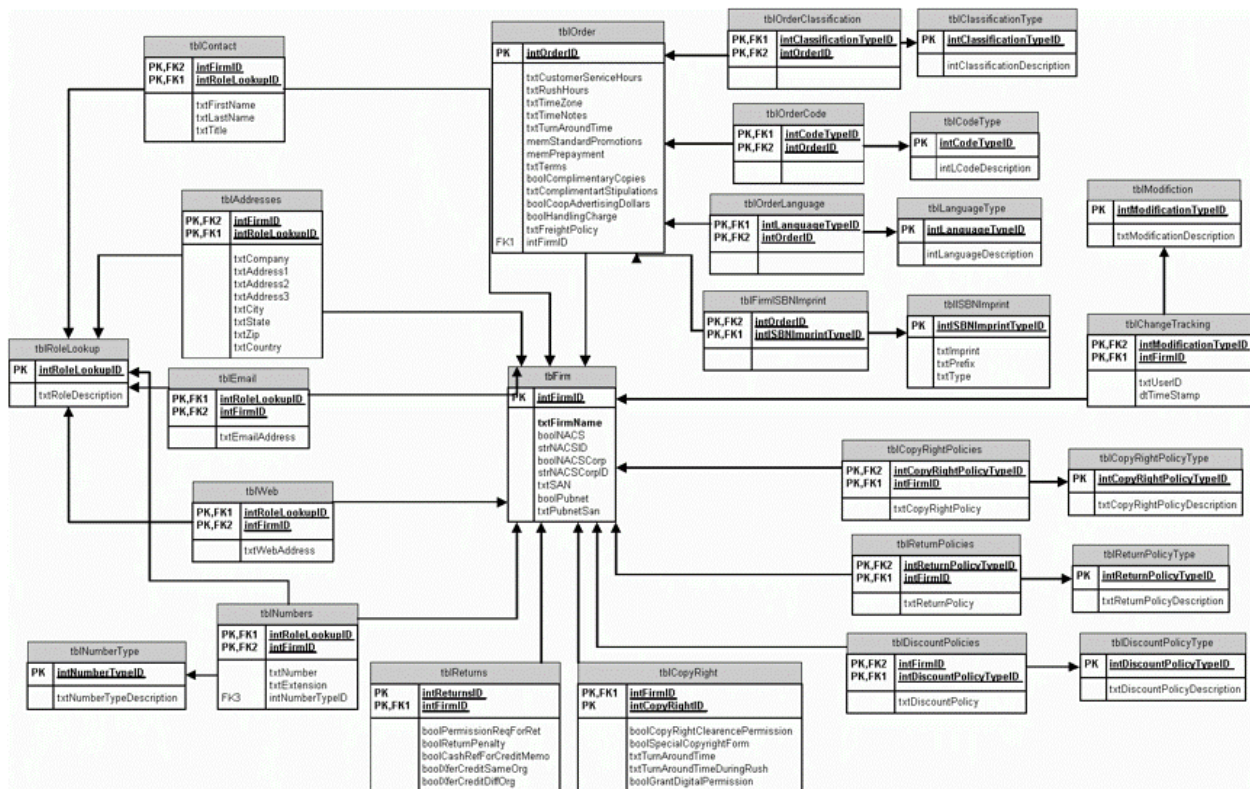 tblContact
PK,FK2 intFirmID
PK,FK1 intRoleLookupID
txtFirstName
txtLastName
txtTitle
tblOrder
PK intOrderID
txtCustomerServiceHours
txtRushHours
txtTimeZone
txtTimeNotes
txtTurnAroundTime
memStandardPromotions
memPrepayment
txtTerms
boolComplimentaryCopies
txtComplimentartStipulations
boolCoopAdvertisingDollars
boolHandlingCharge
txtFreightPolicy
FK1 intFirmID
tblOrderClassification
PK,FK1 intClassificationTypeID
PK,FK2 intOrderID
tblClassificationType
PK intClassificationTypeID
intClassificationDescription
tblOrderCode
PK,FK1 intCodeTypeID
PK,FK2 intOrderID
tblCodeType
PK intCodeTypeID
intLCodeDescription
tblAddresses
PK,FK2 intFirmID
PK,FK1 intRoleLookupID
txtCompany
txtAddress1
txtAddress2
txtAddress3
txtCity
txtState
txtZip
txtCountry
tblOrderLanguage
PK,FK1 intLanguageTypeID
PK,FK2 intOrderID
tblLanguageType
PK intLanguageTypeID
intLanguageDescription
tblModifiction
PK intModificationTypeID
txtModificationDescription
tblFirmISBNImprint
PK,FK2 intOrderID
PK,FK1 intISBNImprintTypeID
tblISBNImprint
PK intISBNImprintTypeID
txtImprint
txtPrefix
txtType
tblChangeTracking
PK,FK2 intModificationTypeID
PK,FK1 intFirmID
txtUserID
dtTimeStamp
tblRoleLookup
PK intRoleLookupID
txtRoleDescription
tblEmail
PK,FK1 intRoleLookupID
PK,FK2 intFirmID
txtEmailAddress
tblFirm
PK intFirmID
txtFirmName
boolNACS
strNACSID
boolNACSCorp
strNACSCorpID
txtSAN
boolPubnet
txtPubnetSan
tblCopyRightPolicies
PK,FK2 intCopyRightPolicyTypeID
PK,FK1 intFirmID
txtCopyRightPolicy
tblCopyRightPolicyType
PK intCopyRightPolicyTypeID
txtCopyRightPolicyDescription
tblWeb
PK,FK1 intRoleLookupID
PK,FK2 intFirmID
txtWebAddress
tblReturnPolicies
PK,FK2 intReturnPolicyTypeID
PK,FK1 intFirmID
txtReturnPolicy
tblReturnPolicyType
PK intReturnPolicyTypeID
txtReturnPolicyDescription
tblNumbers
PK,FK1 intRoleLookupID
PK,FK2 intFirmID
txtNumber
txtExtension
FK3 intNumberTypeID
tblNumberType
PK intNumberTypeID
txtNumberTypeDescription
tblDiscountPolicies
PK,FK2 intFirmID
PK,FK1 intDiscountPolicyTypeID
txtDiscountPolicy
tblDiscountPolicyType
PK intDiscountPolicyTypeID
txtDiscountPolicyDescription
tblReturns
PK intReturnsID
PK,FK1 intFirmID
boolPermissionReqForRet
boolReturnPenalty
boolCashRefForCreditMemo
boolXferCreditSameOrg
boolXferCreditDiffOrg
tblCopyRight
PK,FK1 intFirmID
PK intCopyRightID
boolCopyRightClearencePermission
boolSpecialCopyrightForm
txtTurnAroundTime
txtTurnAroundTimeDuringRush
boolGrantDigitalPermission